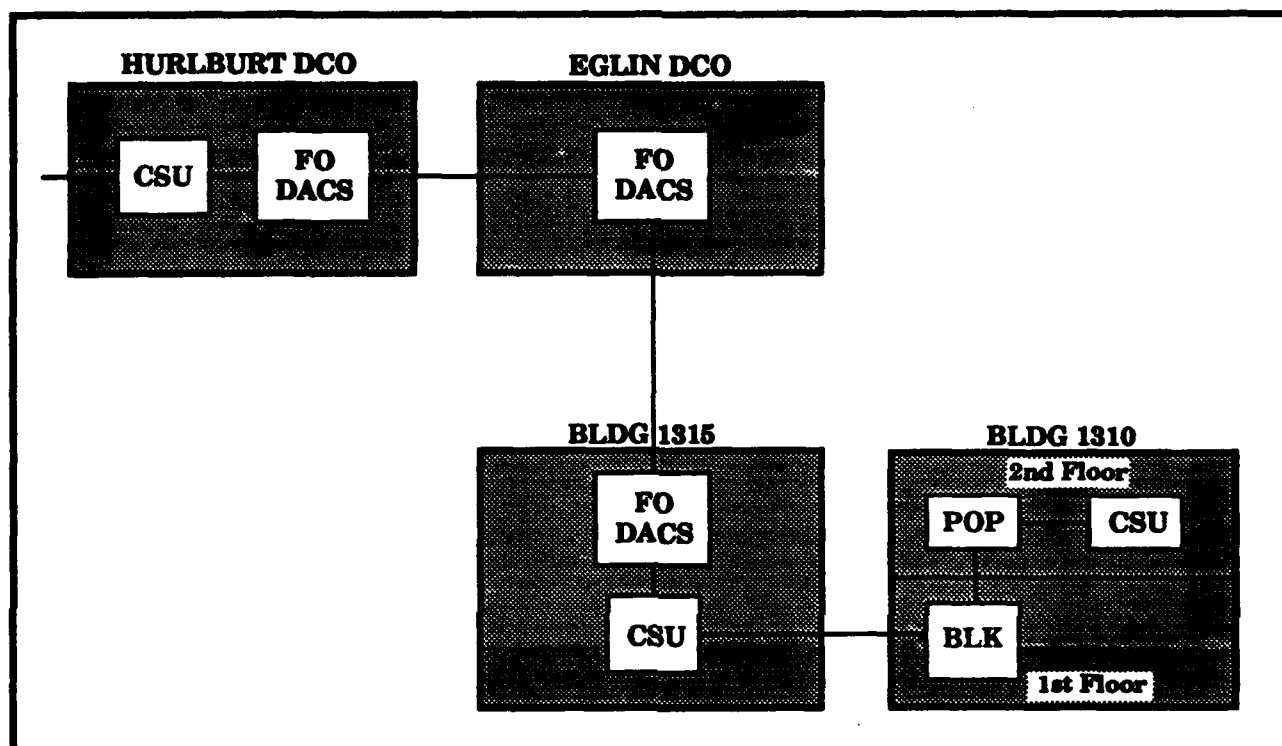 HURLBURT DCO
EGLIN DCO
CSU
FO
DACS
FO
DACS
BLDG 1315
BLDG 1310
FO
DACS
CSU
2nd Floor
POP
CSU
BLK
1st Floor